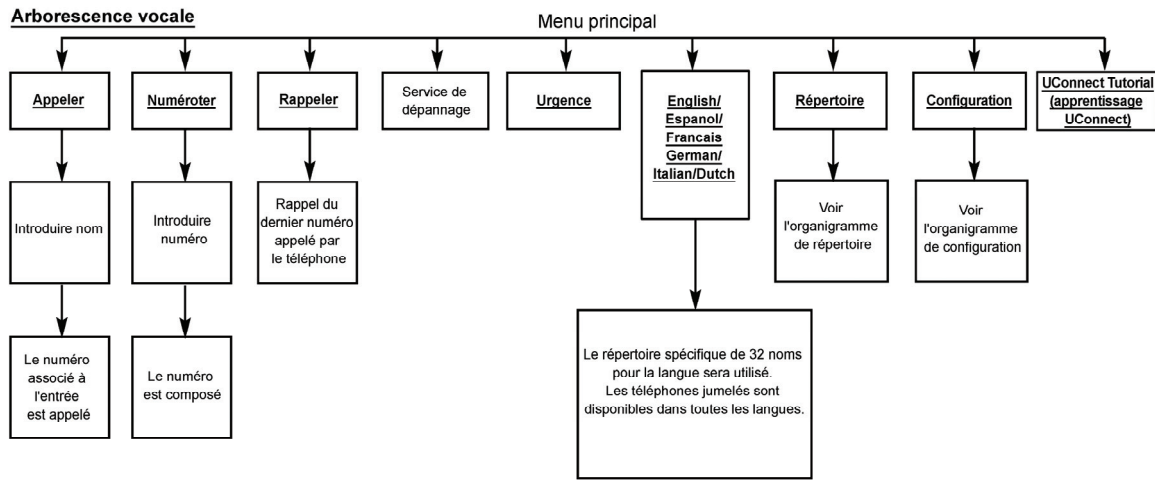 Arborescence vocale
Menu principal
Appeler
Numéroter
Rappeler
Service de
dépannage
Urgence
English/
Espanol/
Francais
German/
Italian/Dutch
Répertoire
Configuration
UConnect Tutorial
(apprentissage
UConnect)
Introduire nom
Introduire
numéro
Rappel du
dernier numéro
appelé par
le téléphone
Voir
l'organigramme
de répertoire
Voir
l'organigramme
de configuration
Le numéro
associé à
l'entrée
est appelé
Le numéro
est composé
Le répertoire spécifique de 32 noms
pour la langue sera utilisé.
Les téléphones jumelés sont
disponibles dans toutes les langues.